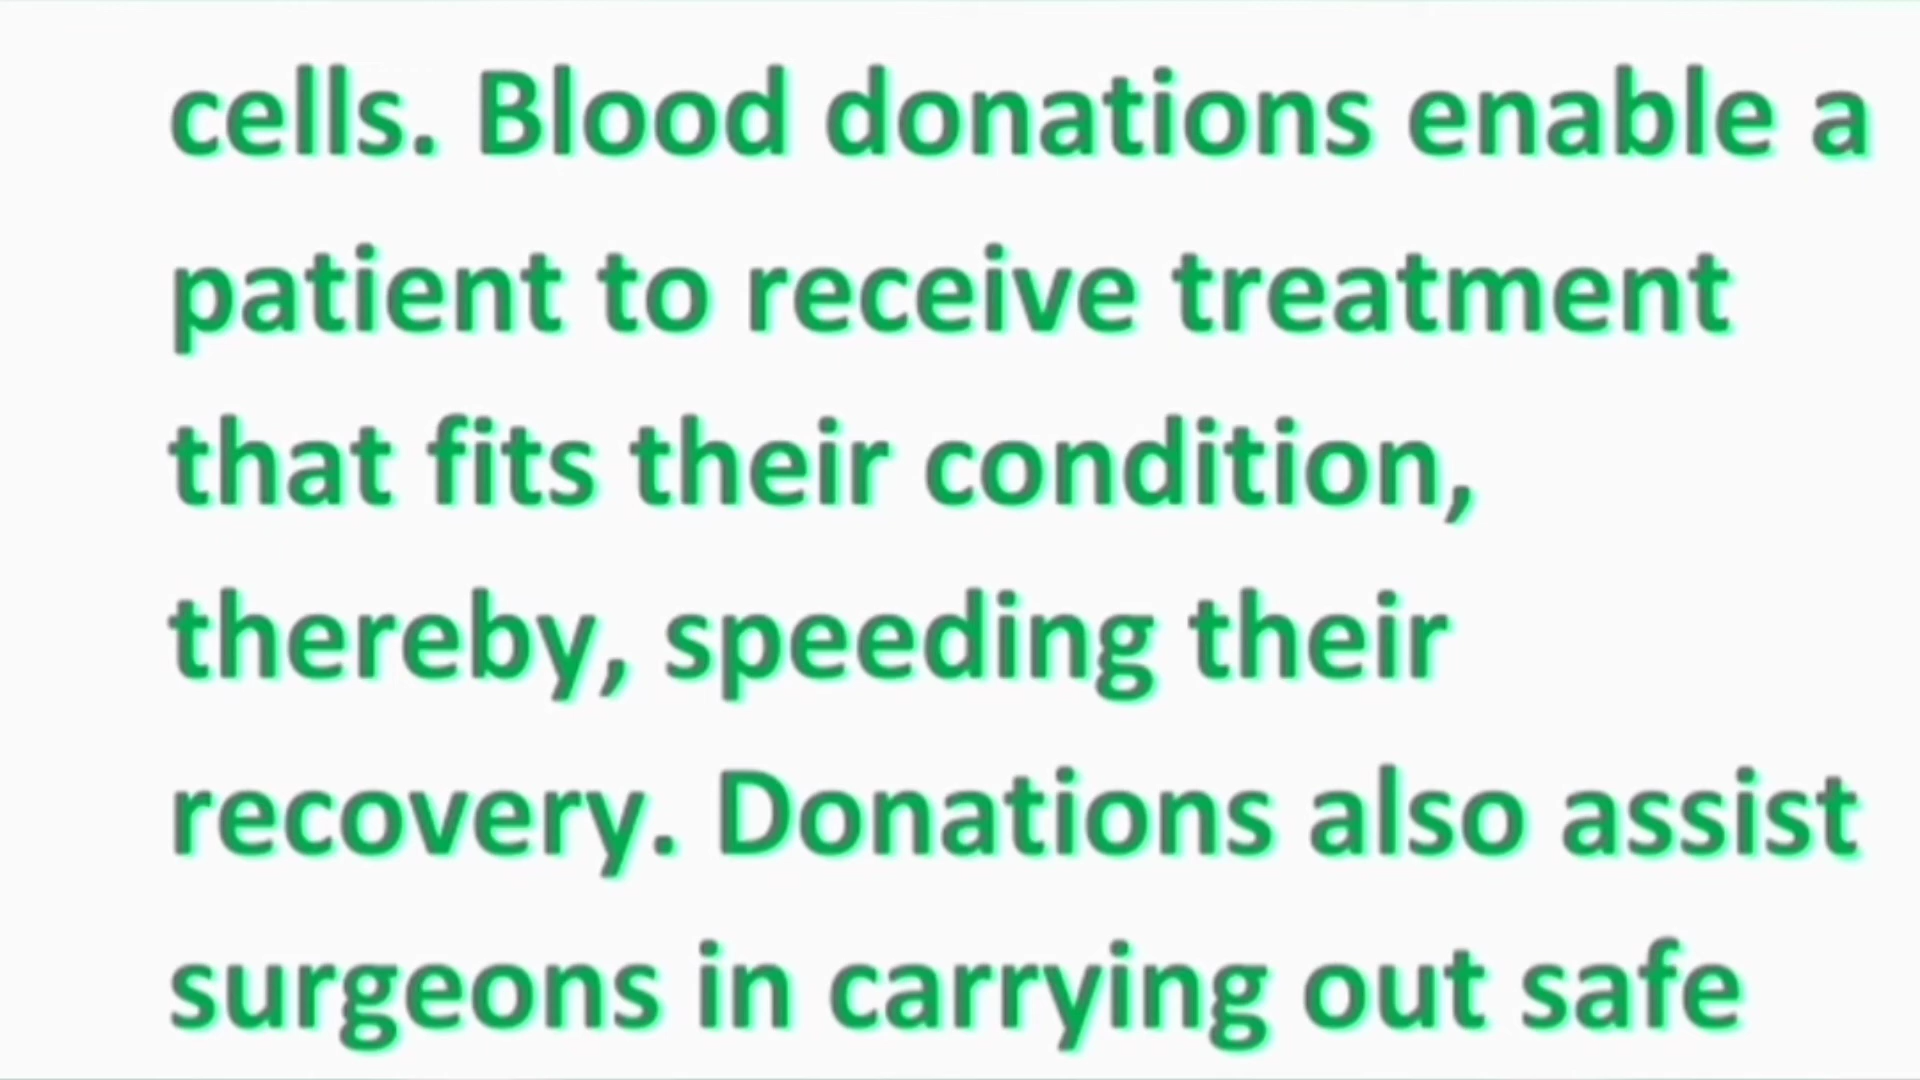 cells. Blood donations enable a
patient to receive treatment
that fits their condition,
thereby, speeding their
recovery. Donations also assist
surgeons in carrying out safe